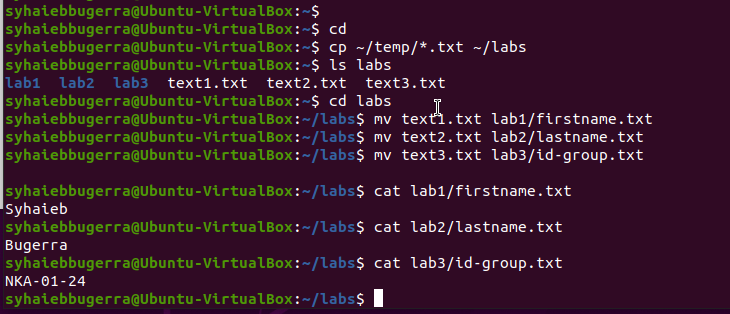 syhaiebbugerra@Ubuntu-VirtualBox:~$
syhaiebbugerra@Ubuntu-VirtualBox:~$ cd
syhaiebbugerra@Ubuntu-VirtualBox:~$ cp ~/temp/*.txt ~/labs
syhaiebbugerra@Ubuntu-VirtualBox:~$ ls labs
lab1  lab2  lab3  text1.txt  text2.txt  text3.txt
syhaiebbugerra@Ubuntu-VirtualBox:~$ cd labs
syhaiebbugerra@Ubuntu-VirtualBox:~/labs$ mv text1.txt lab1/firstname.txt
syhaiebbugerra@Ubuntu-VirtualBox:~/labs$ mv text2.txt lab2/lastname.txt
syhaiebbugerra@Ubuntu-VirtualBox:~/labs$ mv text3.txt lab3/id-group.txt
syhaiebbugerra@Ubuntu-VirtualBox:~/labs$ cat lab1/firstname.txt
Syhaieb
syhaiebbugerra@Ubuntu-VirtualBox:~/labs$ cat lab2/lastname.txt
Bugerra
syhaiebbugerra@Ubuntu-VirtualBox:~/labs$ cat lab3/id-group.txt
NKA-01-24
syhaiebbugerra@Ubuntu-VirtualBox:~/labs$